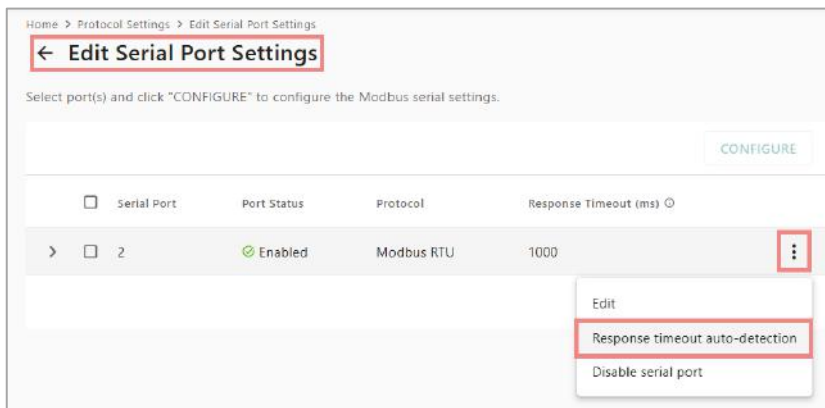 Home > Protocol Settings > Edit Serial Port Settings
← Edit Serial Port Settings
Select port(s) and click "CONFIGURE" to configure the Modbus serial settings.
CONFIGURE
Serial Port Port Status Protocol Response Timeout (ms)
2 Enabled Modbus RTU 1000
Edit
Response timeout auto-detection
Disable serial port